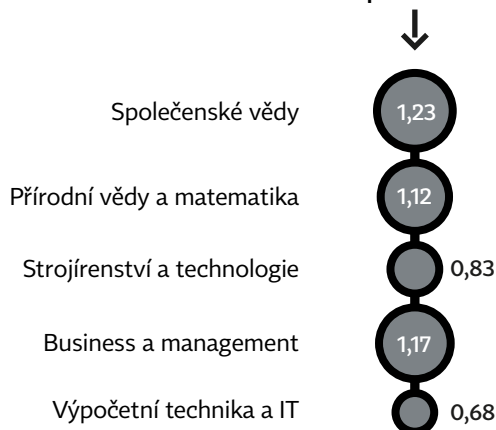 Společenské vědy 1,23
Přírodní vědy a matematika 1,12
Strojírenství a technologie 0,83
Business a management 1,17
Výpočetní technika a IT 0,68